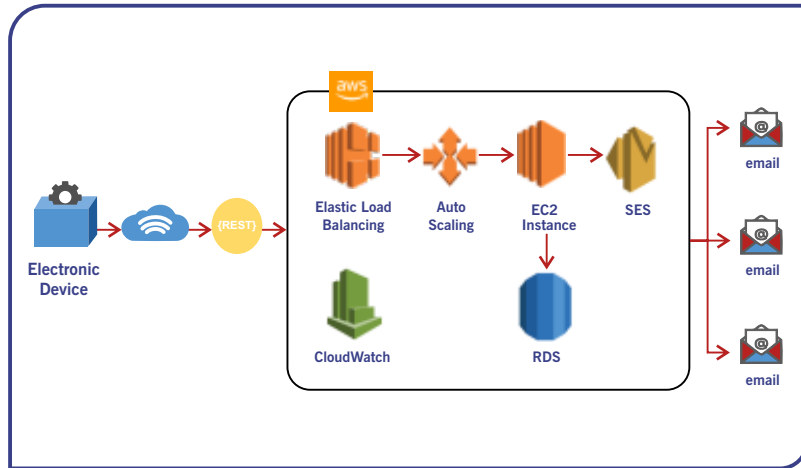 aws
Elastic Load
Balancing
Auto
Scaling
EC2
Instance
SES
email
{REST}
Electronic
Device
email
CloudWatch
RDS
email
@
@
@